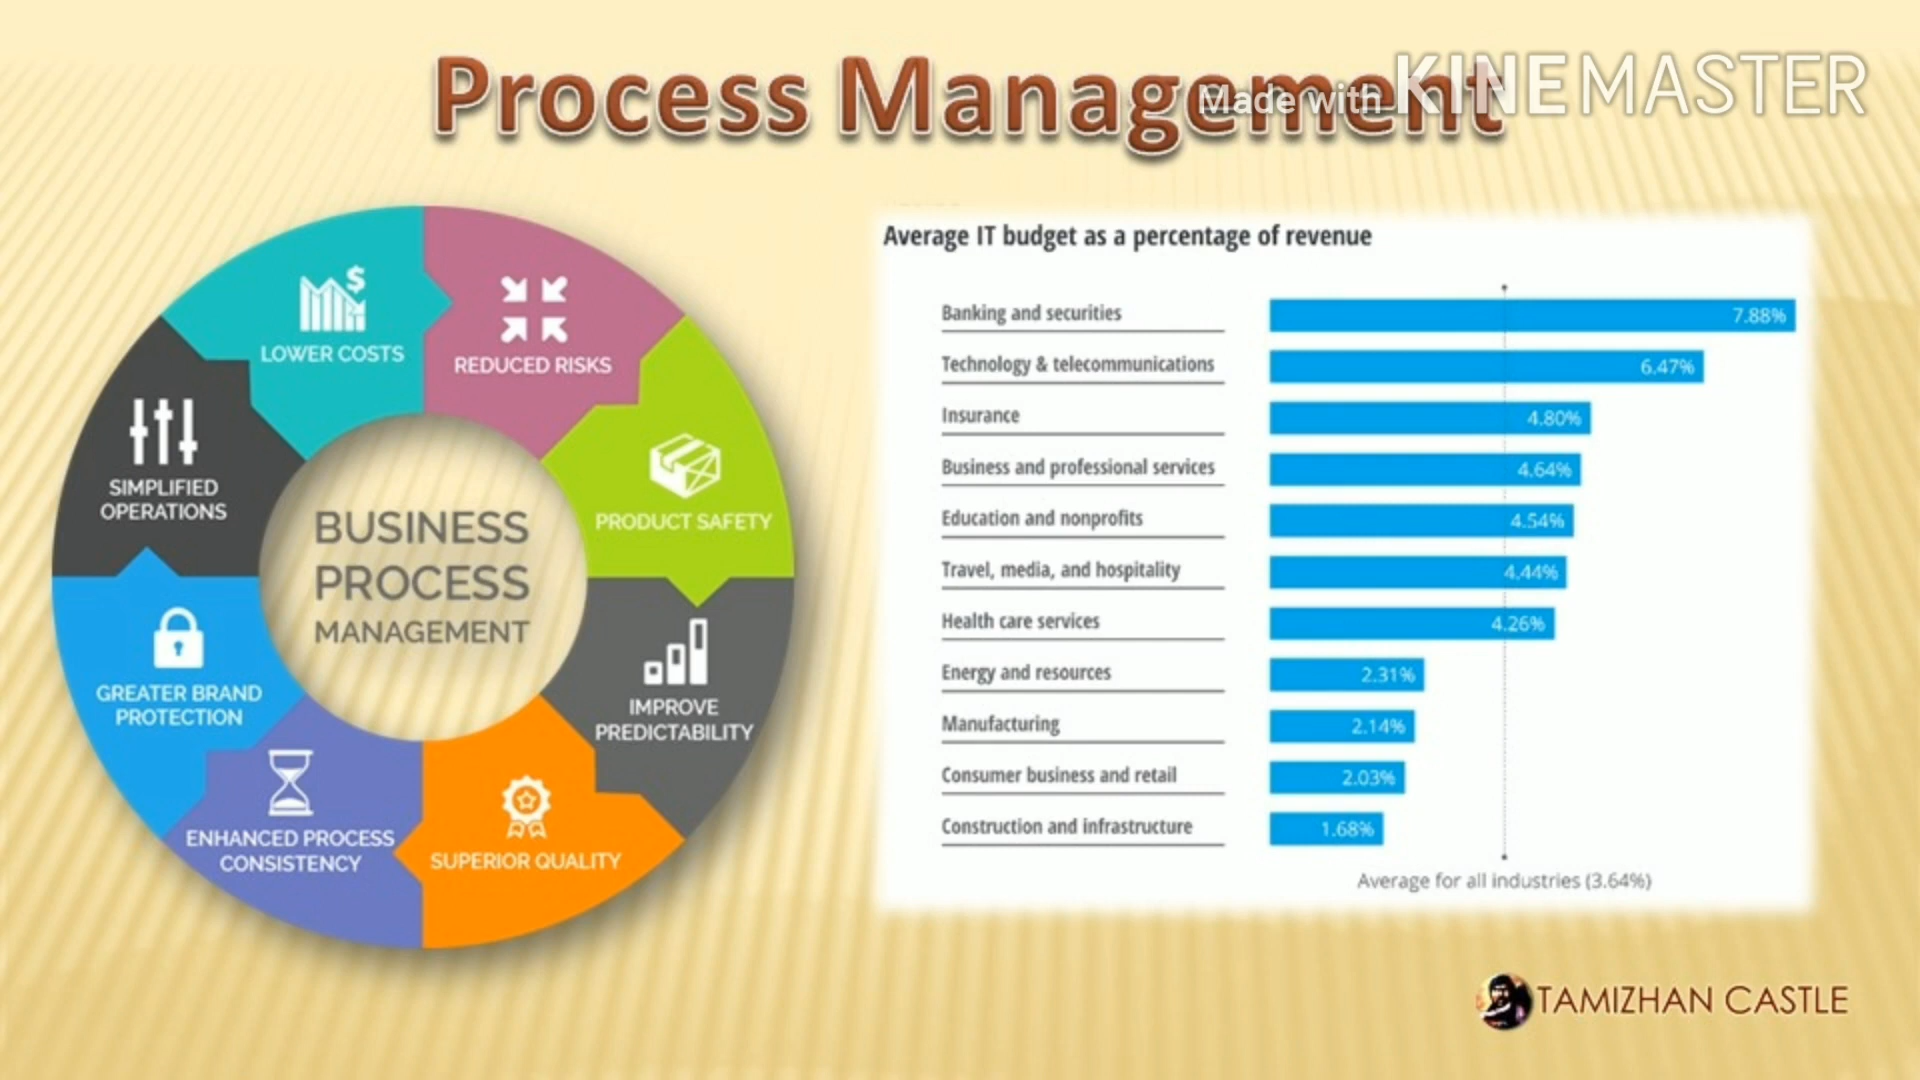 Process Management
Made with KINEMASTER
LOWER COSTS
REDUCED RISKS
PRODUCT SAFETY
IMPROVE
PREDICTABILITY
SUPERIOR QUALITY
ENHANCED PROCESS
CONSISTENCY
GREATER BRAND
PROTECTION
SIMPLIFIED
OPERATIONS
BUSINESS
PROCESS
MANAGEMENT
Average IT budget as a percentage of revenue
Banking and securities 7.88%
Technology & telecommunications 6.47%
Insurance 4.80%
Business and professional services 4.64%
Education and nonprofits 4.54%
Travel, media, and hospitality 4.44%
Health care services 4.26%
Energy and resources 2.31%
Manufacturing 2.14%
Consumer business and retail 2.03%
Construction and infrastructure 1.68%
Average for all industries (3.64%)
TAMIZHAN CASTLE